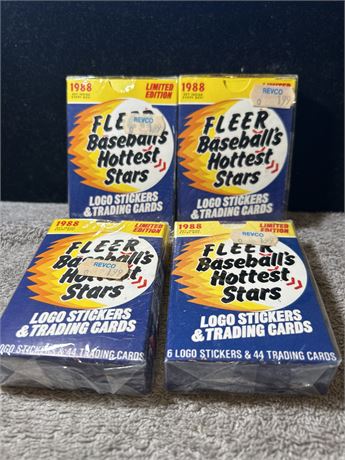 1988
LIMITED
EDITION
REVCO
FLEER
Baseball's
Hottest
Stars
LOGO STICKERS
& TRADING CARDS
1988
LIMITED
REVCO
FLEER
Baseball's
Hottest
Stars
LOGO STICKERS
& TRADING CARDS
1988
LIMITED
EDITION
FLEER
REVCO
Hottest
Stars
LOGO STICKERS
& TRADING CARDS
OGO STICKERS & 44 TRADING CARDS
1988
LIMITED
EDITION
FLEER
REVCO
Baseball's
Hottest
Stars
LOGO STICKERS
& TRADING CARDS
6 LOGO STICKERS & 44 TRADING CARDS